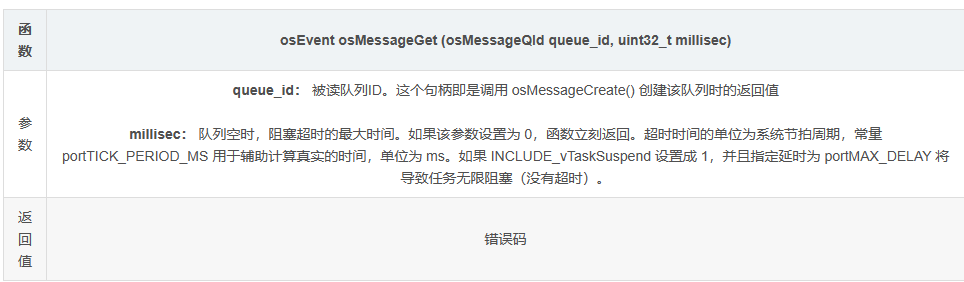 函
数
osEvent osMessageGet (osMessageQId queue_id, uint32_t millisec)
参
数
queue_id： 被读队列ID。这个句柄即是调用 osMessageCreate() 创建该队列时的返回值
millisec： 队列空时，阻塞超时的最大时间。如果该参数设置为 0，函数立刻返回。超时时间的单位为系统节拍周期，常量
portTICK_PERIOD_MS 用于辅助计算真实的时间，单位为 ms。如果 INCLUDE_vTaskSuspend 设置成 1，并且指定延时为 portMAX_DELAY 将
导致任务无限阻塞（没有超时）。
返
回
值
错误码